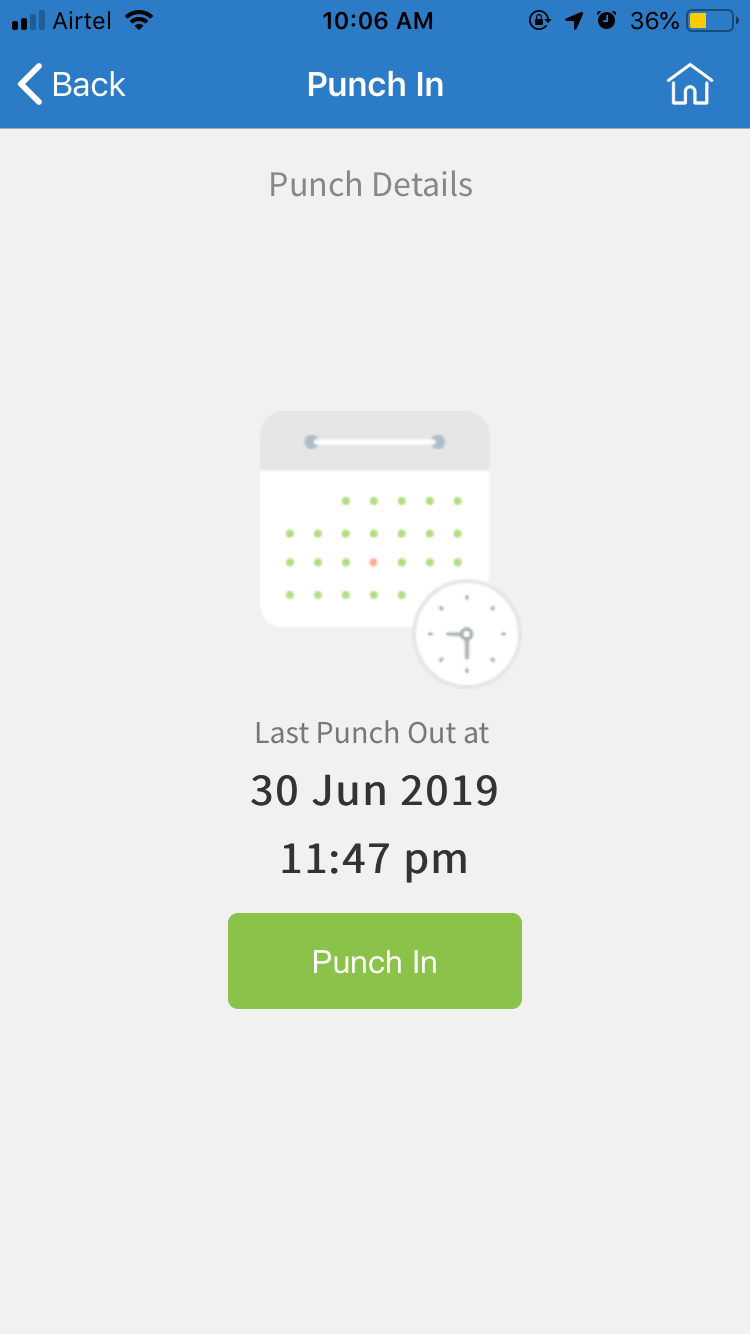 Airtel 10:06 AM 36%
Back Punch In
Punch Details
Last Punch Out at
30 Jun 2019
11:47 pm
Punch In